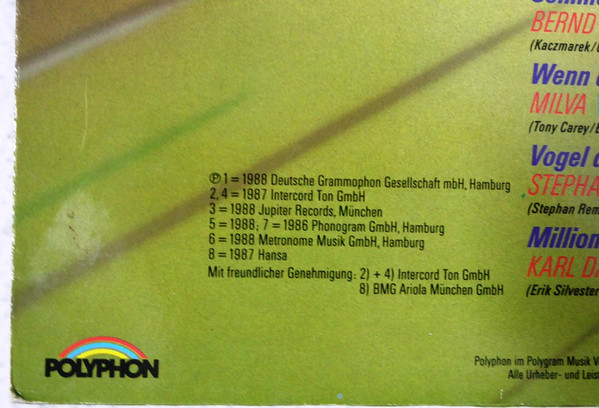 BERND
(Kaczmarek/
Wenn
MILVA
(Tony Carey/
Vogel
STEPHA
(Stephan Rem
Million
KARL DA
(Erik Silvester
℗ 1 = 1988 Deutsche Grammophon Gesellschaft mbH, Hamburg
2, 4 = 1987 Intercord Ton GmbH
3 = 1988 Jupiter Records, München
5 = 1988; 7 = 1986 Phonogram GmbH, Hamburg
6 = 1988 Metronome Musik GmbH, Hamburg
8 = 1987 Hansa
Mit freundlicher Genehmigung: 2) + 4) Intercord Ton GmbH
8) BMG Ariola München GmbH
POLYPHON
Polyphon im Polygram Musik V
Alle Urheber- und Leist